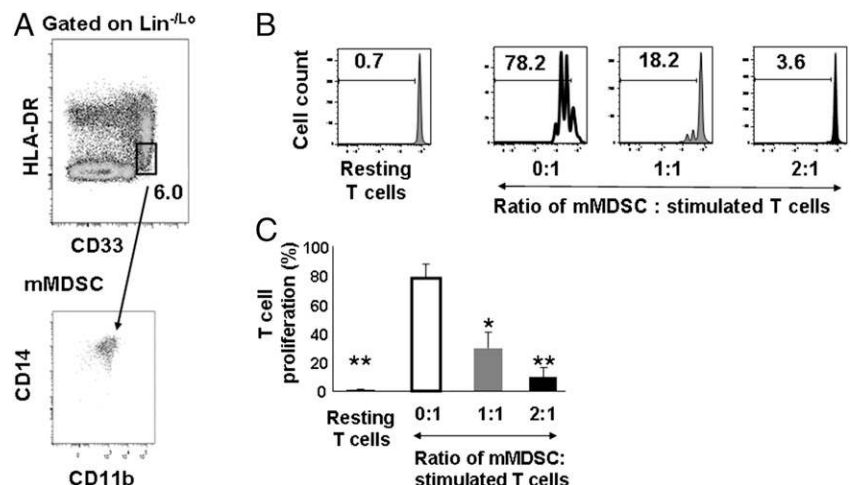 A
Gated on Lin-/Lo
HLA-DR
6.0
CD33
mMDSC
CD14
CD11b
B
Cell count
0.7
78.2
18.2
3.6
Resting
T cells
0:1
1:1
2:1
Ratio of mMDSC : stimulated T cells
C
T cell
proliferation (%)
100
80
60
40
20
0
**
*
**
Resting
T cells
0:1
1:1
2:1
Ratio of mMDSC:
stimulated T cells